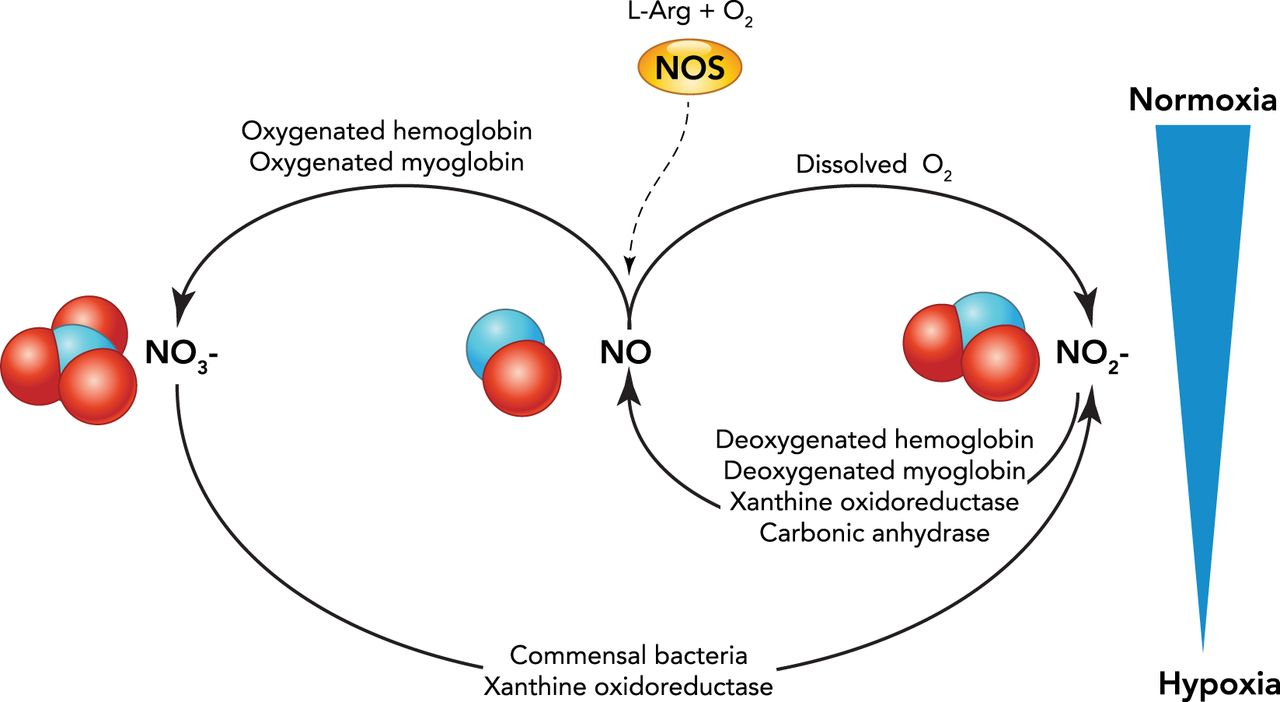 L-Arg + O₂
NOS
Normoxia
Oxygenated hemoglobin
Oxygenated myoglobin
Dissolved O₂
NO₃-
NO
NO₂-
Deoxygenated hemoglobin
Deoxygenated myoglobin
Xanthine oxidoreductase
Carbonic anhydrase
Commensal bacteria
Xanthine oxidoreductase
Hypoxia